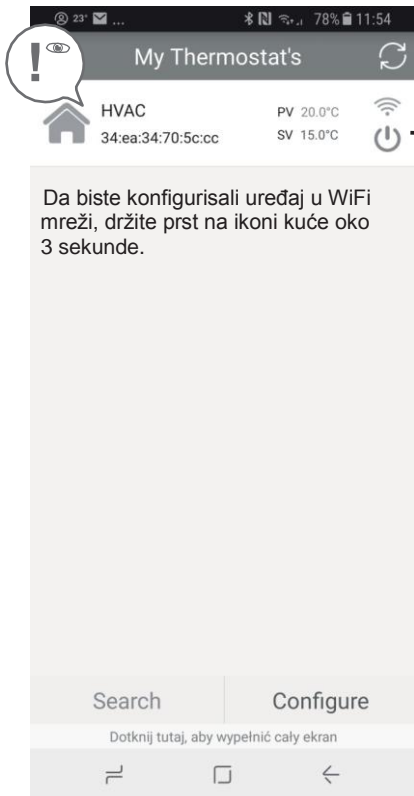 23° ... 78% 11:54
!
My Thermostat's
HVAC PV 20.0°C
34:ea:34:70:5c:cc SV 15.0°C
Da biste konfigurisali uređaj u WiFi
mreži, držite prst na ikoni kuće oko
3 sekunde.
Search Configure
Dotknij tutaj, aby wypełnić cały ekran